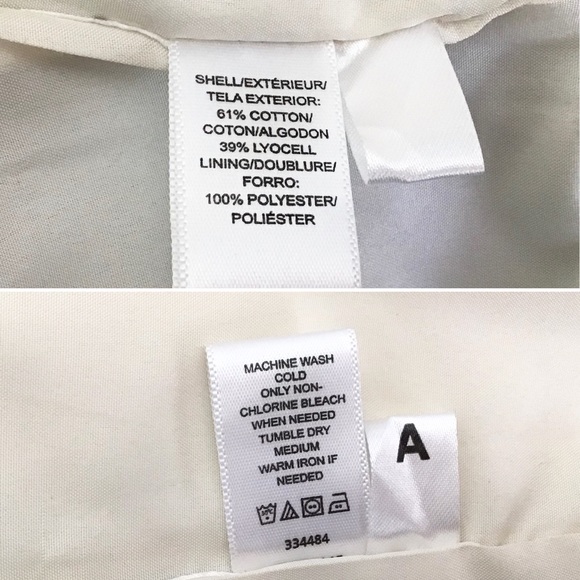 SHELL/EXTÉRIEUR/
TELA EXTERIOR:
61% COTTON/
COTON/ALGODON
39% LYOCELL
LINING/DOUBLURE/
FORRO:
100% POLYESTER/
POLIÉSTER
MACHINE WASH
COLD
ONLY NON-
CHLORINE BLEACH
WHEN NEEDED
TUMBLE DRY
MEDIUM
WARM IRON IF
NEEDED
334484
A